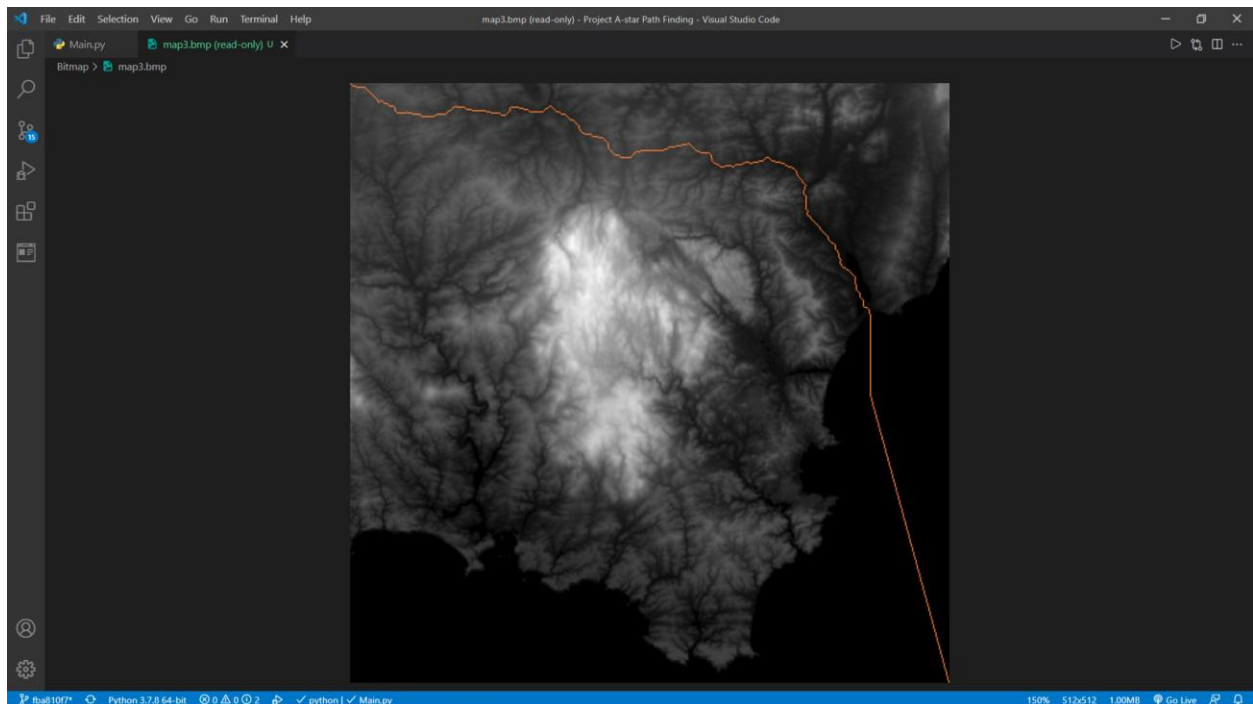 File Edit Selection View Go Run Terminal Help map3.bmp (read-only) - Project A-star Path Finding - Visual Studio Code
Main.py map3.bmp (read-only) U
Bitmap > map3.bmp
15
fba810f7* Python 3.7.8 64-bit 0 0 2 python | Main.py 150% 512x512 1.00MB Go Live